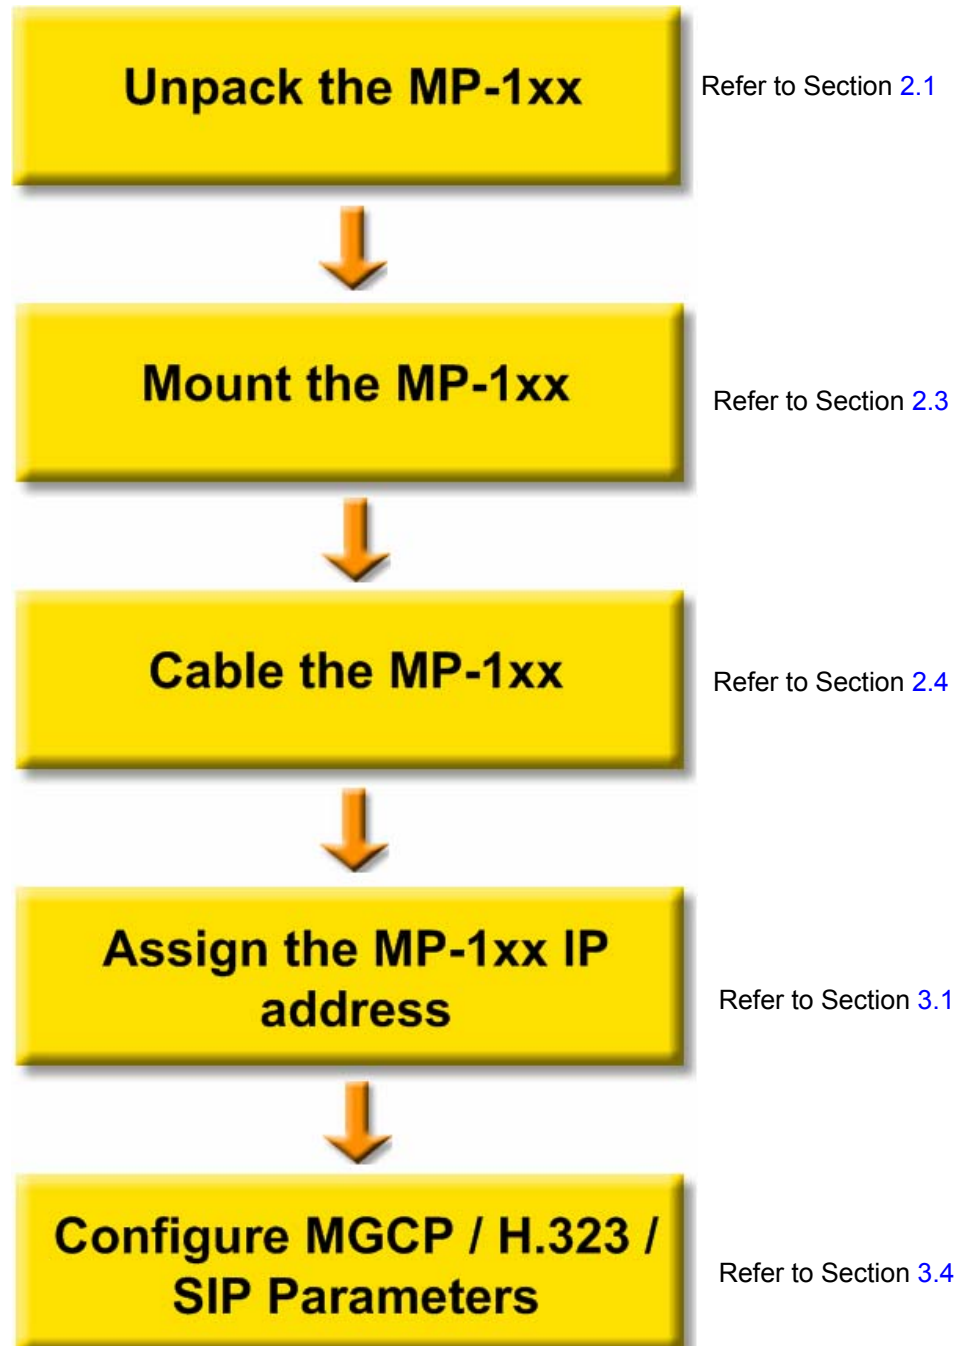 Unpack the MP-1xx
Refer to Section 2.1
Mount the MP-1xx
Refer to Section 2.3
Cable the MP-1xx
Refer to Section 2.4
Assign the MP-1xx IP
address
Refer to Section 3.1
Configure MGCP / H.323 /
SIP Parameters
Refer to Section 3.4